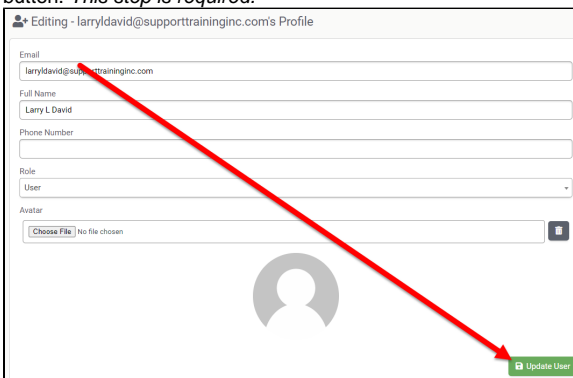 button. This step is required.
Editing - larryldavid@supporttraininginc.com's Profile
Email
larryldavid@supporttraininginc.com
Full Name
Larry L David
Phone Number
Role
User
Avatar
Choose File No file chosen
Update User